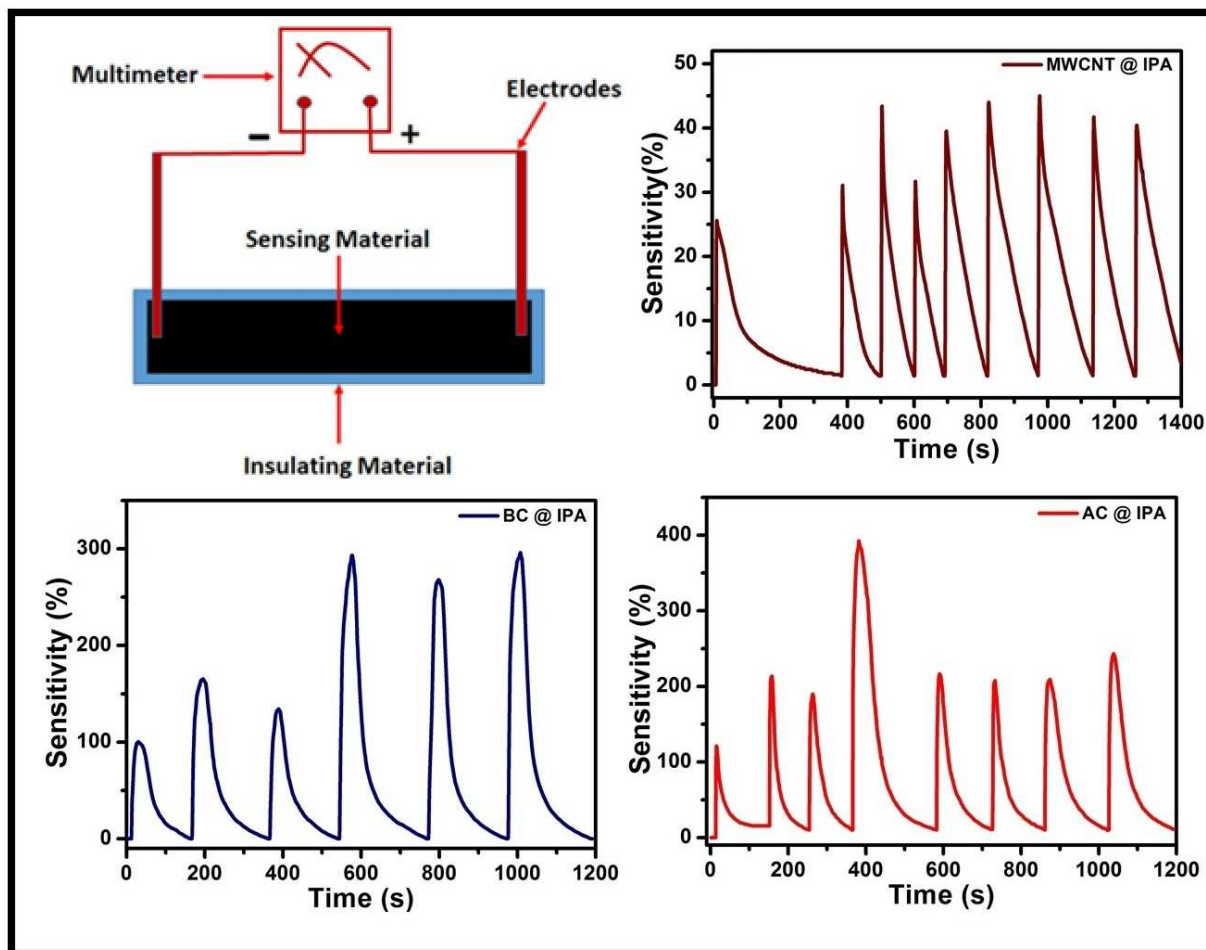 Multimeter
Electrodes
− +
Sensing Material
Insulating Material
MWCNT @ IPA
Sensitivity(%)
50
40
30
20
10
0
0 200 400 600 800 1000 1200 1400
Time (s)
BC @ IPA
Sensitivity (%)
300
200
100
0
0 200 400 600 800 1000 1200
Time (s)
AC @ IPA
Sensitivity (%)
400
300
200
100
0
0 200 400 600 800 1000 1200
Time (s)